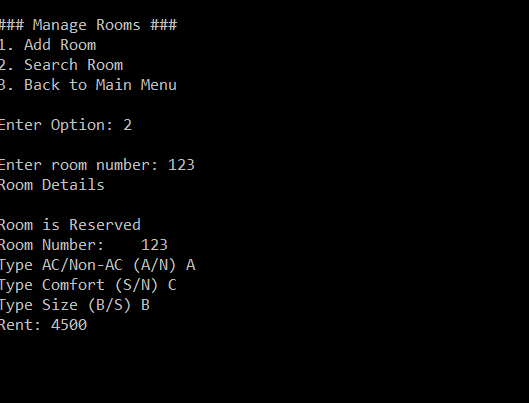 ### Manage Rooms ###
1. Add Room
2. Search Room
3. Back to Main Menu
Enter Option: 2
Enter room number: 123
Room Details
Room is Reserved
Room Number:    123
Type AC/Non-AC (A/N) A
Type Comfort (S/N) C
Type Size (B/S) B
Rent: 4500